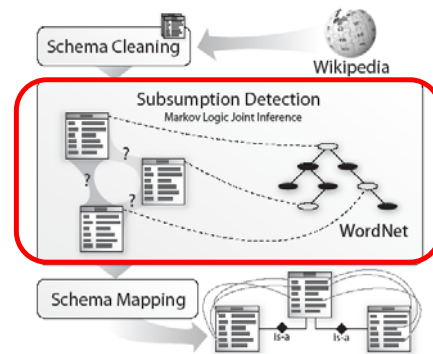 Schema Cleaning
Wikipedia
Subsumption Detection
Markov Logic Joint Inference
?
?
?
WordNet
Schema Mapping
is-a
is-a